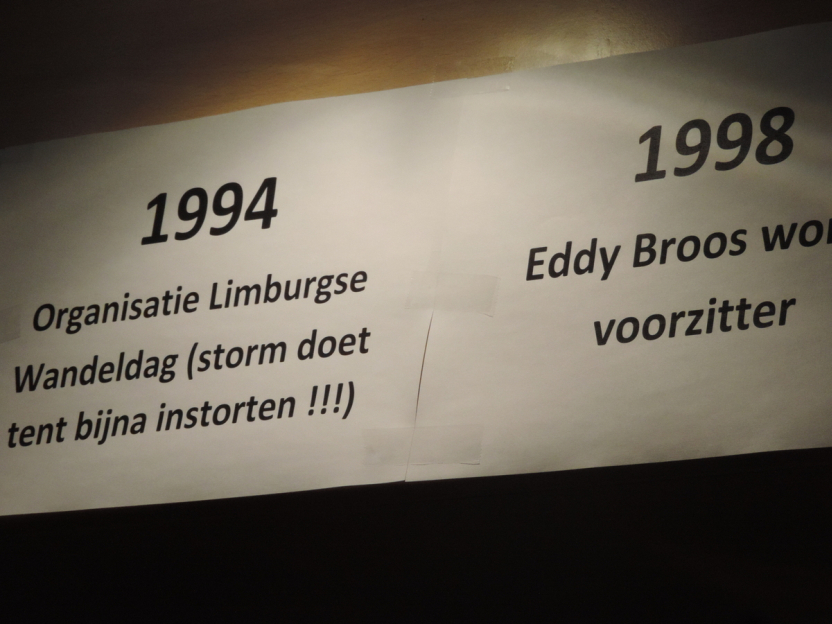 1994
Organisatie Limburgse
Wandeldag (storm doet
tent bijna instorten !!!)
1998
Eddy Broos
voorzitter